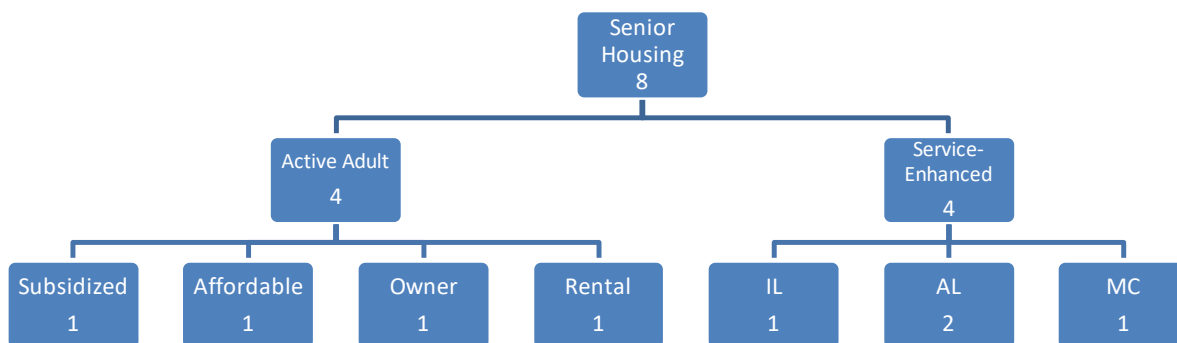 Senior
Housing
8
Active Adult
4
Service-
Enhanced
4
Subsidized
1
Affordable
1
Owner
1
Rental
1
IL
1
AL
2
MC
1